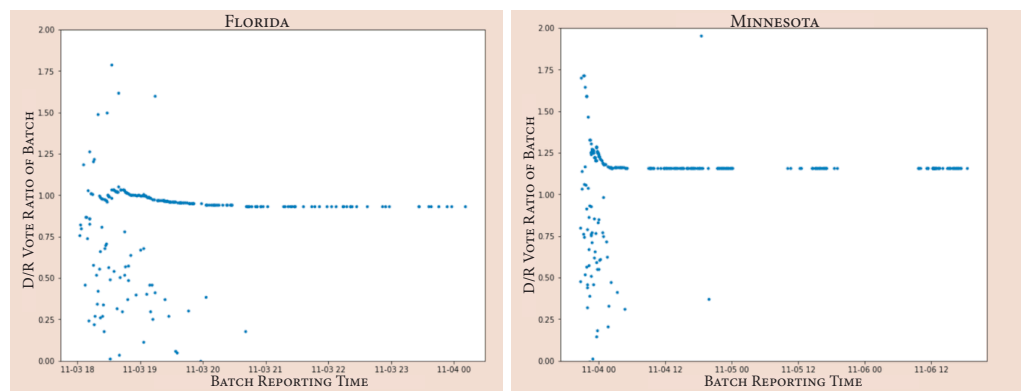 FLORIDA
2.00
1.75
1.50
1.25
1.00
0.75
0.50
0.25
0.00
D/R VOTE RATIO OF BATCH
11-03 18 11-03 19 11-03 20 11-03 21 11-03 22 11-03 23 11-04 00
BATCH REPORTING TIME
MINNESOTA
2.00
1.75
1.50
1.25
1.00
0.75
0.50
0.25
0.00
D/R VOTE RATIO OF BATCH
11-04 00 11-04 12 11-05 00 11-05 12 11-06 00 11-06 12
BATCH REPORTING TIME